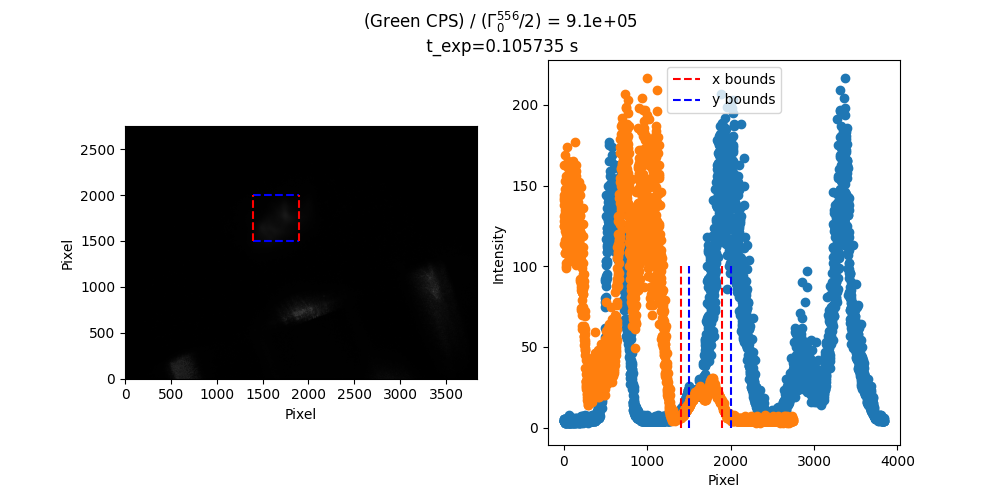 (Green CPS) / (Γ₀⁵⁵⁶/2) = 9.1e+05
t_exp=0.105735 s
2500
2000
1500
1000
500
0
Pixel
0 500 1000 1500 2000 2500 3000 3500
Pixel
x bounds
y bounds
200
150
100
50
0
Intensity
0 1000 2000 3000 4000
Pixel